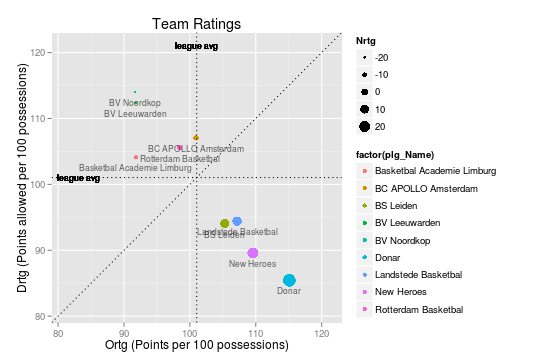 Team Ratings
league avg
120
110
100
90
80
80
90
100
110
120
Drtg (Points allowed per 100 possessions)
Ortg (Points per 100 possessions)
BV Noordkop
BV Leeuwarden
BC APOLLO Amsterdam
Rotterdam Basketbal
Basketbal Academie Limburg
league avg
Landstede Basketbal
BS Leiden
New Heroes
Donar
Nrtg
-20
-10
0
10
20
factor(plg_Name)
Basketbal Academie Limburg
BC APOLLO Amsterdam
BS Leiden
BV Leeuwarden
BV Noordkop
Donar
Landstede Basketbal
New Heroes
Rotterdam Basketbal